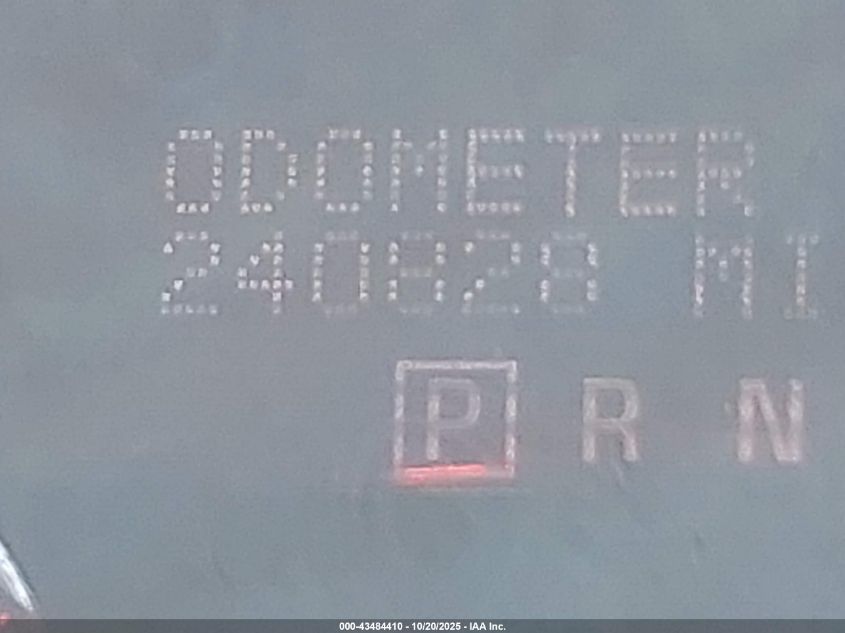 ODOMETER
240828 MI
P R N
000-43484410 - 10/20/2025 - IAA Inc.